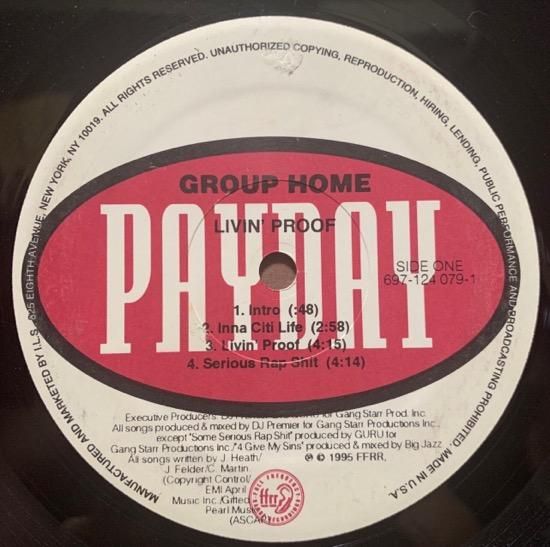 MANUFACTURED AND MARKETED BY I.L.S. 825 EIGHTH AVENUE, NEW YORK, NY 10019. ALL RIGHTS RESERVED. UNAUTHORIZED COPYING, REPRODUCTION, HIRING, LENDING, PUBLIC PERFORMANCE AND BROADCASTING PROHIBITED. MADE IN U.S.A.
GROUP HOME
PAYDAY
LIVIN' PROOF
SIDE ONE
697-124 079-1
1. Intro (:48)
2. Inna Citi Life (2:58)
3. Livin' Proof (4:15)
4. Serious Rap Shit (4:14)
Executive Producers: DJ for Gang Starr Prod. Inc.
All songs produced & mixed by DJ Premier for Gang Starr Productions Inc.
except "Some Serious Rap Shit" produced by GURU for
Gang Starr Productions Inc./"4 Give My Sins" produced & mixed by Big Jazz
All songs written by J. Heath/
J Felder/C. Martin
(Copyright Control/
EMI April
Music Inc./Gifted
Pearl Music
(ASCAP)
℗ © 1995 FFRR,
FULL FREQUENCY
ffrr